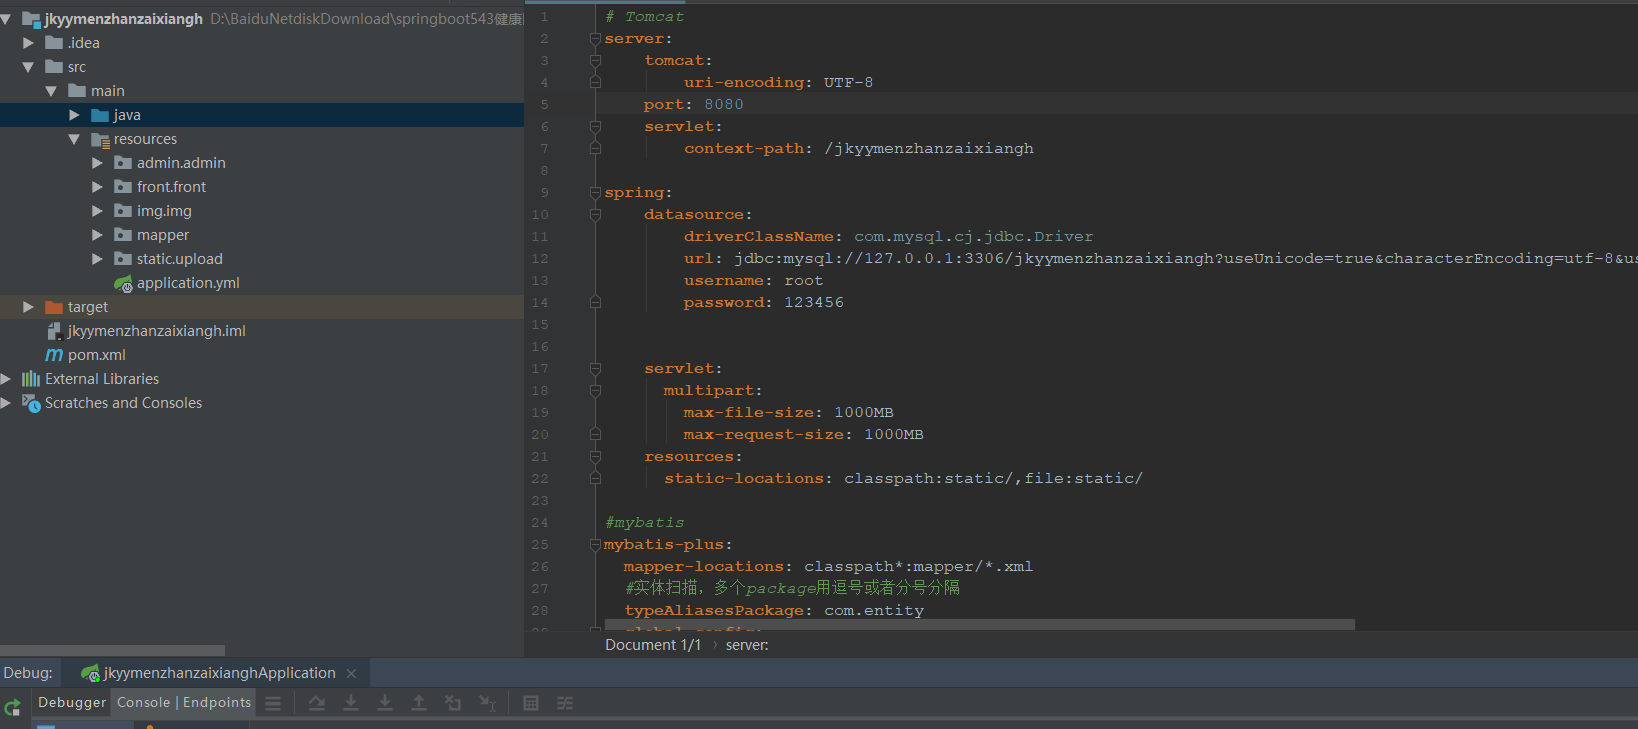 jkyymenzhanzaixiangh D:\BaiduNetdiskDownload\springboot543健康
.idea
src
main
java
resources
admin.admin
front.front
img.img
mapper
static.upload
application.yml
target
jkyymenzhanzaixiangh.iml
pom.xml
External Libraries
Scratches and Consoles
1 # Tomcat
2 server:
3 tomcat:
4 uri-encoding: UTF-8
5 port: 8080
6 servlet:
7 context-path: /jkyymenzhanzaixiangh
8
9 spring:
10 datasource:
11 driverClassName: com.mysql.cj.jdbc.Driver
12 url: jdbc:mysql://127.0.0.1:3306/jkyymenzhanzaixiangh?useUnicode=true&characterEncoding=utf-8&us
13 username: root
14 password: 123456
15
16
17 servlet:
18 multipart:
19 max-file-size: 1000MB
20 max-request-size: 1000MB
21 resources:
22 static-locations: classpath:static/,file:static/
23
24 #mybatis
25 mybatis-plus:
26 mapper-locations: classpath*:mapper/*.xml
27 #实体扫描，多个package用逗号或者分号分隔
28 typeAliasesPackage: com.entity
Document 1/1 › server:
Debug: jkyymenzhanzaixianghApplication
Debugger Console | Endpoints